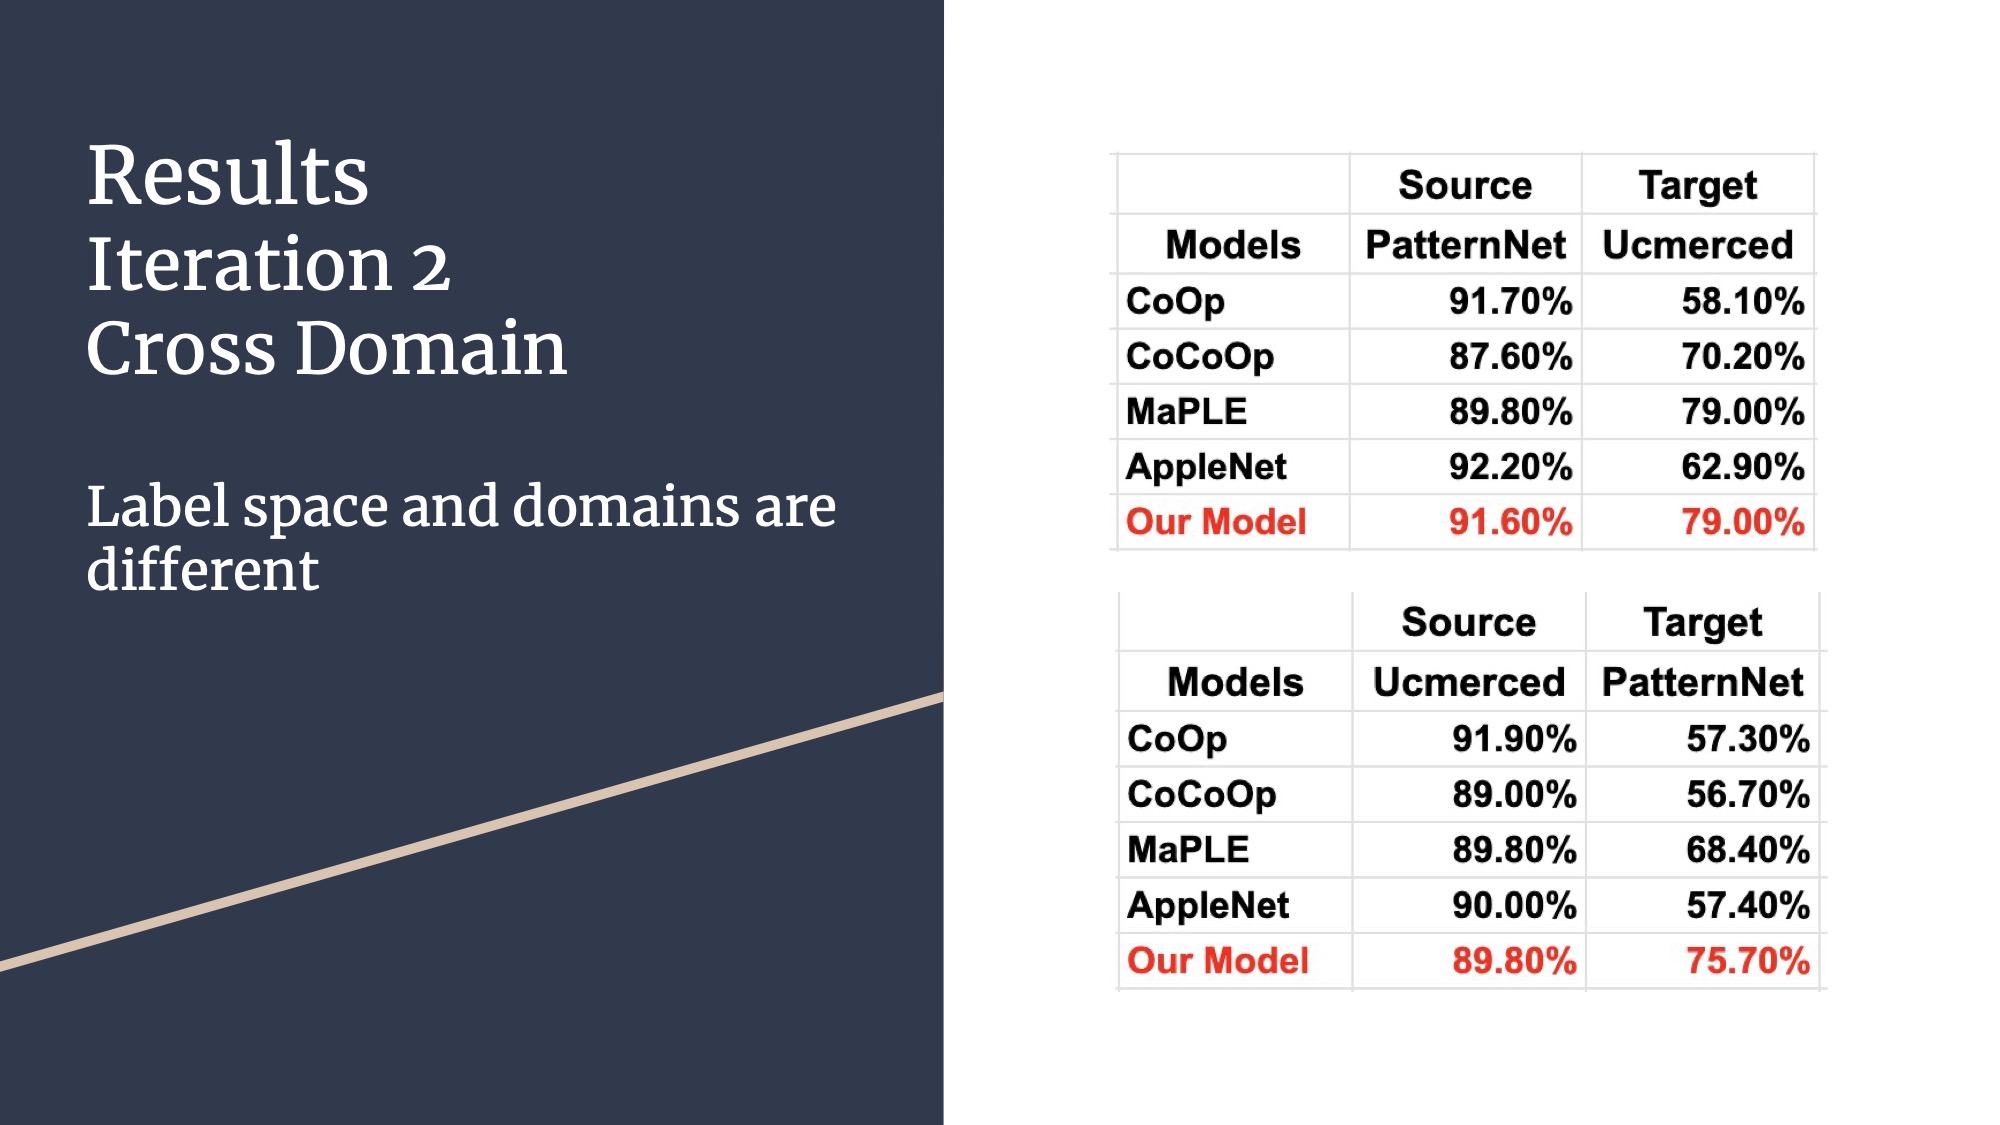 Results
Iteration 2
Cross Domain
Label space and domains are
different
Source Target
Models PatternNet Ucmerced
CoOp 91.70% 58.10%
CoCoOp 87.60% 70.20%
MaPLE 89.80% 79.00%
AppleNet 92.20% 62.90%
Our Model 91.60% 79.00%
Source Target
Models Ucmerced PatternNet
CoOp 91.90% 57.30%
CoCoOp 89.00% 56.70%
MaPLE 89.80% 68.40%
AppleNet 90.00% 57.40%
Our Model 89.80% 75.70%